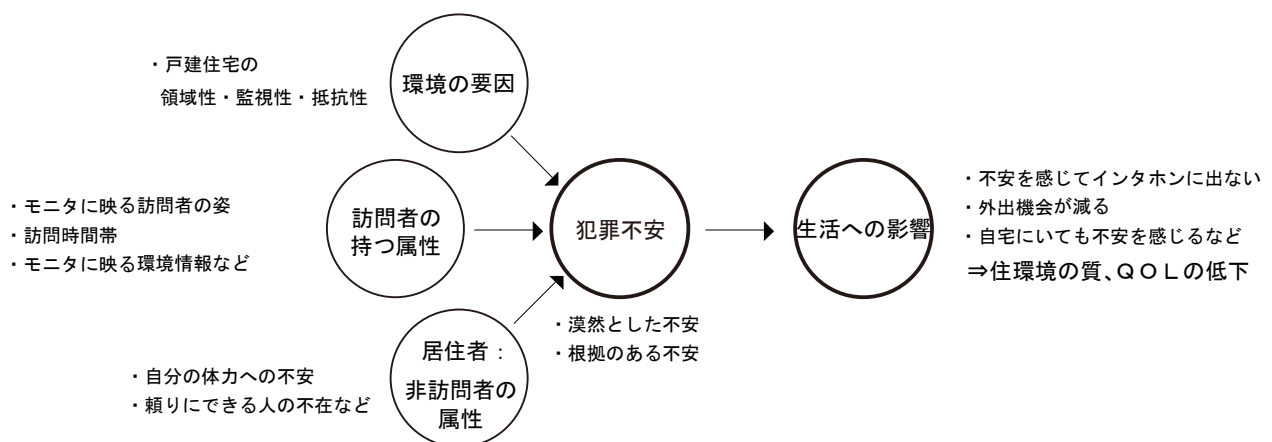 ・戸建住宅の
領域性・監視性・抵抗性
環境の要因
・モニタに映る訪問者の姿
・訪問時間帯
・モニタに映る環境情報など
訪問者の
持つ属性
・自分の体力への不安
・頼りにできる人の不在など
居住者：
非訪問者の
属性
犯罪不安
・漠然とした不安
・根拠のある不安
生活への影響
・不安を感じてインタホンに出ない
・外出機会が減る
・自宅にいても不安を感じるなど
⇒住環境の質、ＱＯＬの低下